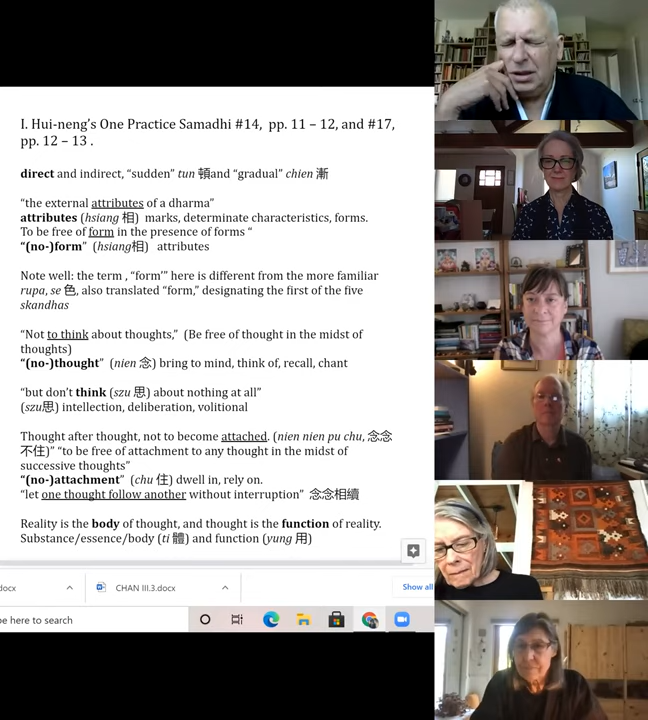 I. Hui-neng's One Practice Samadhi #14,  pp. 11 – 12, and #17,
pp. 12 – 13 .
direct and indirect, "sudden" tun 頓and "gradual" chien 漸
"the external attributes of a dharma"
attributes (hsiang 相)  marks, determinate characteristics, forms.
To be free of form in the presence of forms "
"(no-)form"  (hsiang相)   attributes
Note well: the term , "form'" here is different from the more familiar
rupa, se 色, also translated "form," designating the first of the five
skandhas
"Not to think about thoughts,"  (Be free of thought in the midst of
thoughts)
"(no-)thought"  (nien 念) bring to mind, think of, recall, chant
"but don't think (szu 思) about nothing at all"
(szu思) intellection, deliberation, volitional
Thought after thought, not to become attached. (nien nien pu chu, 念念
不住)" "to be free of attachment to any thought in the midst of
successive thoughts"
"(no-)attachment"  (chu 住) dwell in, rely on.
"let one thought follow another without interruption"  念念相續
Reality is the body of thought, and thought is the function of reality.
Substance/essence/body (ti 體) and function (yung 用)
ocx
CHAN III.3.docx
Show all
e here to search